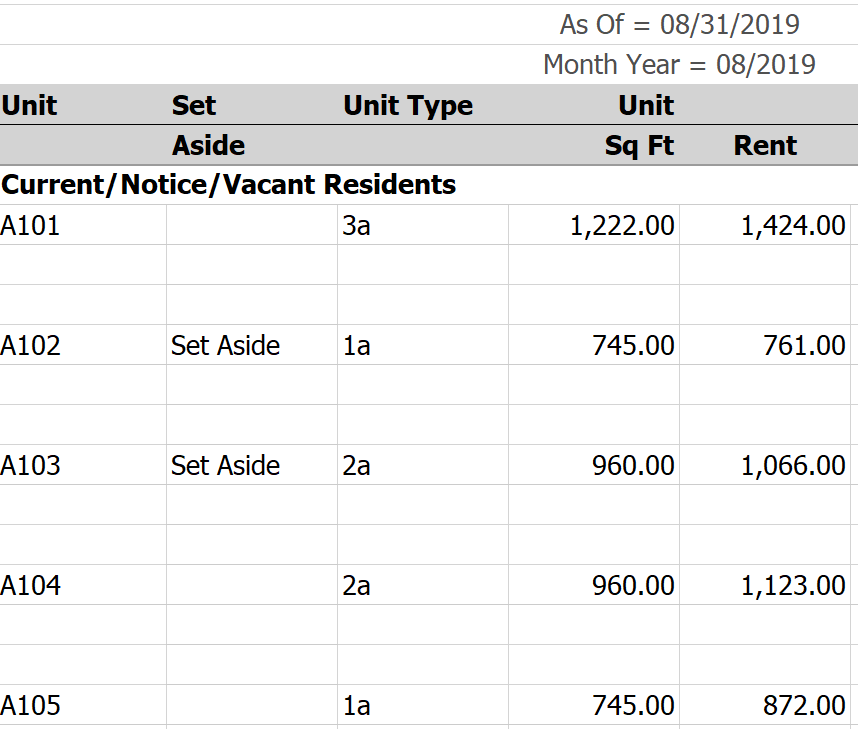 As Of = 08/31/2019
Month Year = 08/2019
Unit Set Unit Type Unit
Aside Sq Ft Rent
Current/Notice/Vacant Residents
A101 3a 1,222.00 1,424.00
A102 Set Aside 1a 745.00 761.00
A103 Set Aside 2a 960.00 1,066.00
A104 2a 960.00 1,123.00
A105 1a 745.00 872.00